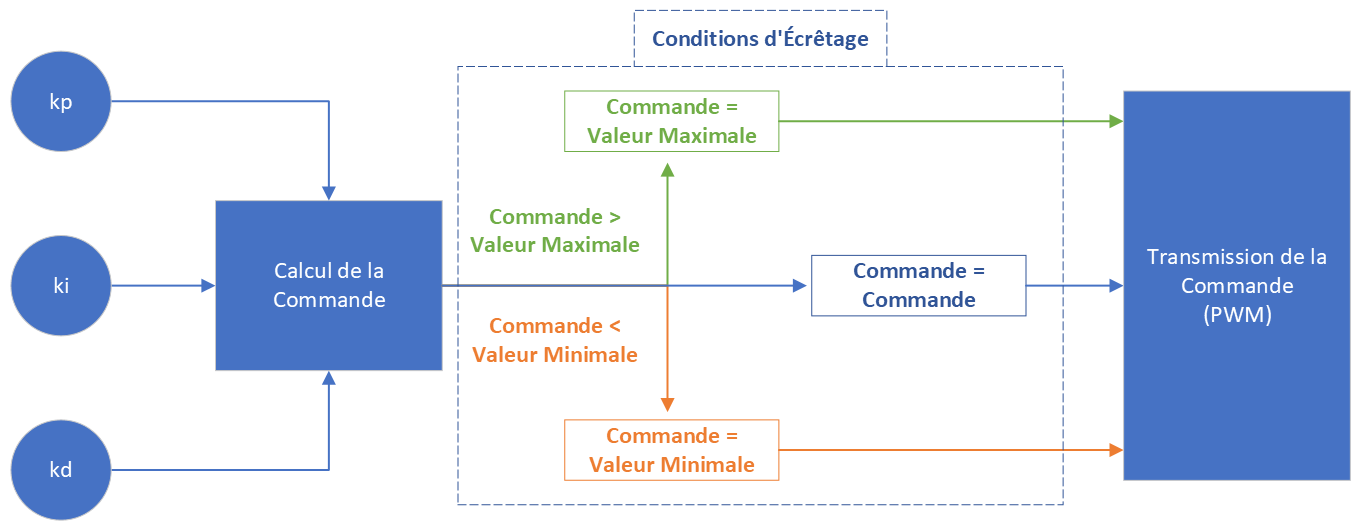 Conditions d'Écrêtage
kp
Commande =
Valeur Maximale
Commande >
Valeur Maximale
ki
Calcul de la
Commande
Commande =
Commande
Transmission de la
Commande
(PWM)
Commande <
Valeur Minimale
kd
Commande =
Valeur Minimale